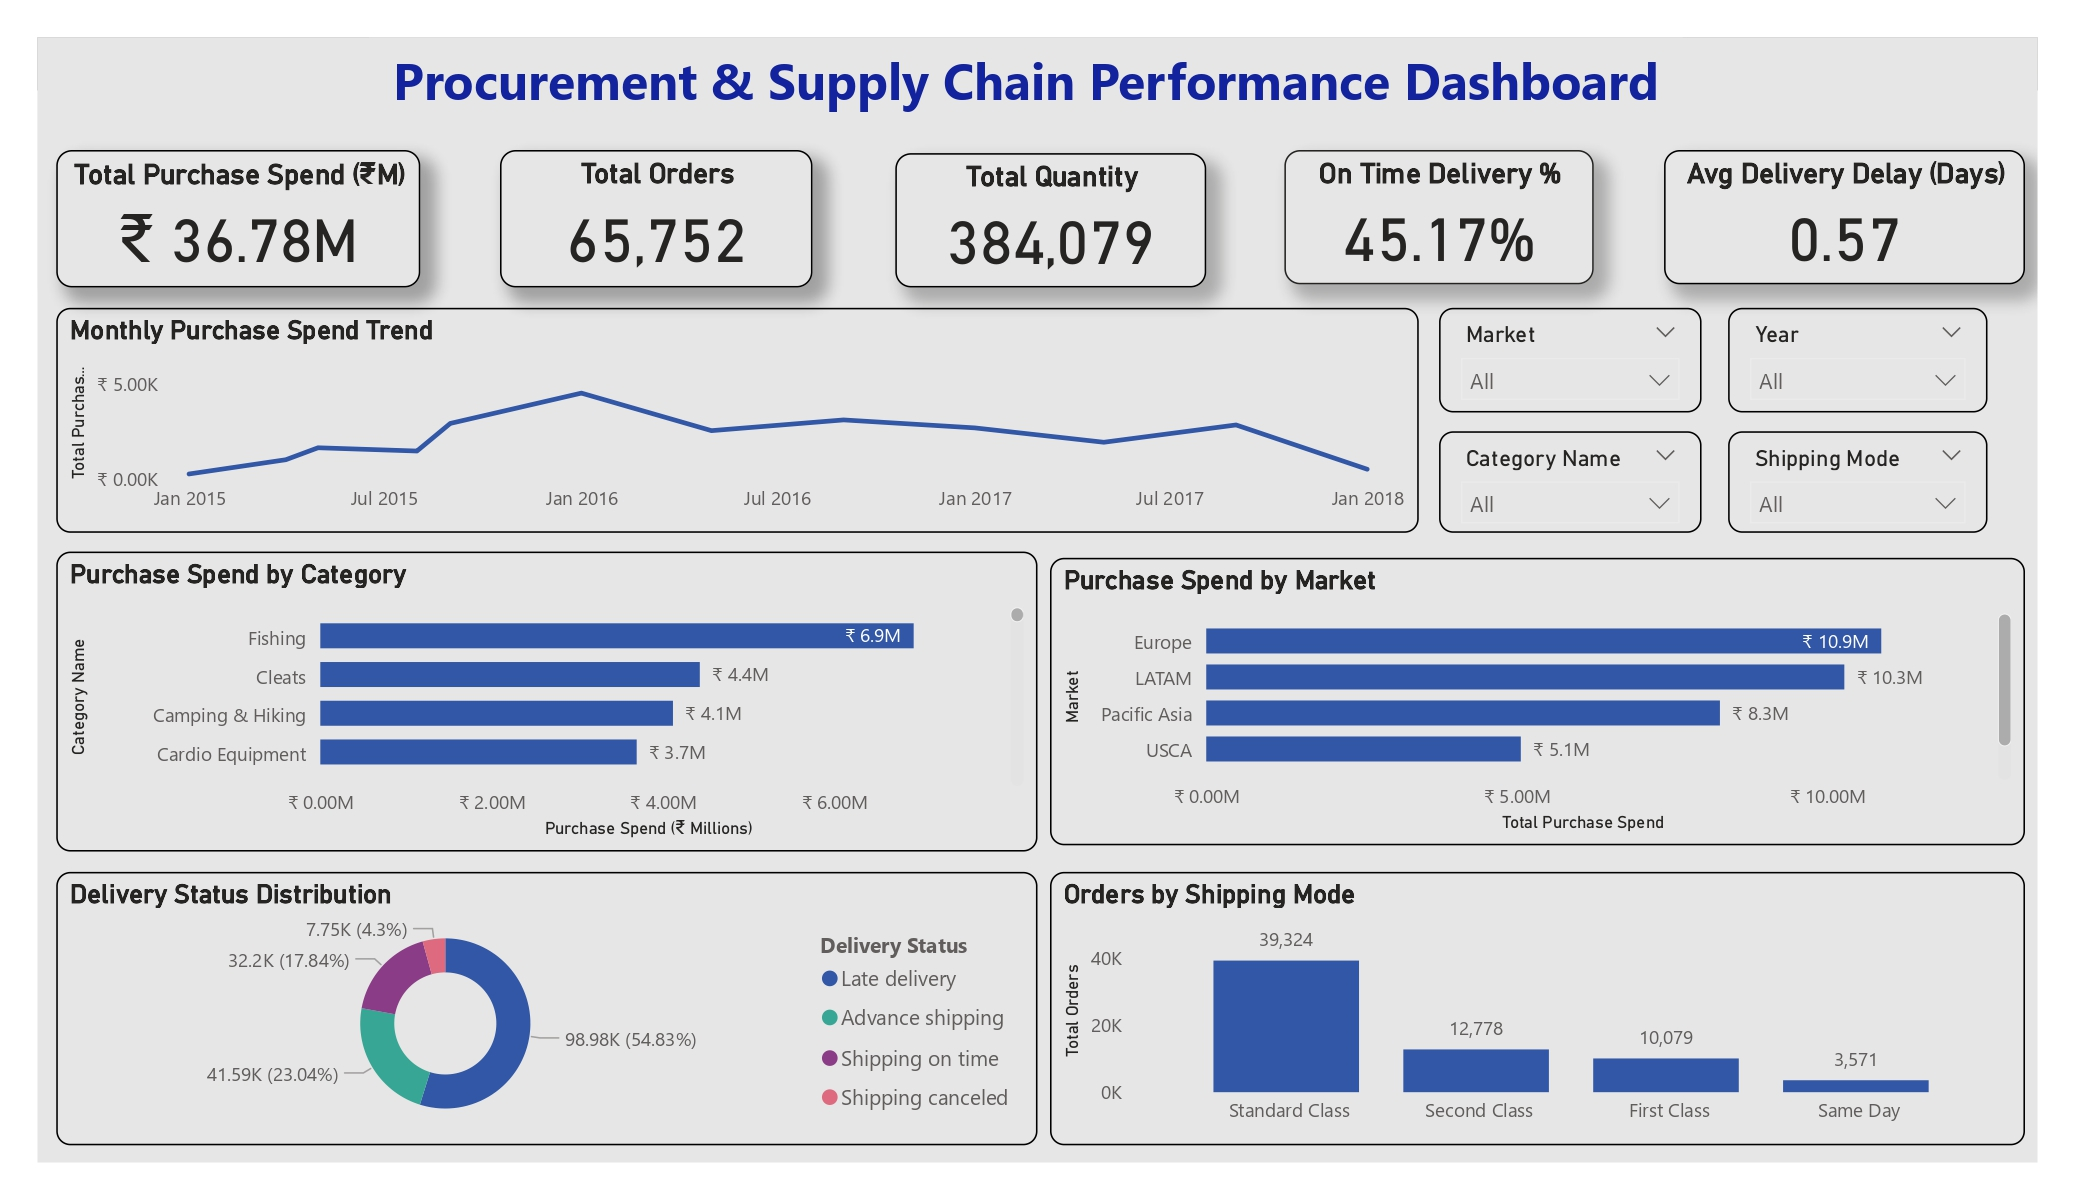 Procurement & Supply Chain Performance Dashboard
Total Purchase Spend (₹M)
₹ 36.78M
Total Orders
65,752
Total Quantity
384,079
On Time Delivery %
45.17%
Avg Delivery Delay (Days)
0.57
Monthly Purchase Spend Trend
Total Purchas...
₹ 5.00K
₹ 0.00K
Jan 2015
Jul 2015
Jan 2016
Jul 2016
Jan 2017
Jul 2017
Jan 2018
Market
All
Year
All
Category Name
All
Shipping Mode
All
Purchase Spend by Category
Category Name
Fishing
₹ 6.9M
Cleats
₹ 4.4M
Camping & Hiking
₹ 4.1M
Cardio Equipment
₹ 3.7M
₹ 0.00M
₹ 2.00M
₹ 4.00M
₹ 6.00M
Purchase Spend (₹ Millions)
Purchase Spend by Market
Market
Europe
₹ 10.9M
LATAM
₹ 10.3M
Pacific Asia
₹ 8.3M
USCA
₹ 5.1M
₹ 0.00M
₹ 5.00M
₹ 10.00M
Total Purchase Spend
Delivery Status Distribution
7.75K (4.3%)
32.2K (17.84%)
98.98K (54.83%)
41.59K (23.04%)
Delivery Status
Late delivery
Advance shipping
Shipping on time
Shipping canceled
Orders by Shipping Mode
Total Orders
40K
20K
0K
39,324
12,778
10,079
3,571
Standard Class
Second Class
First Class
Same Day